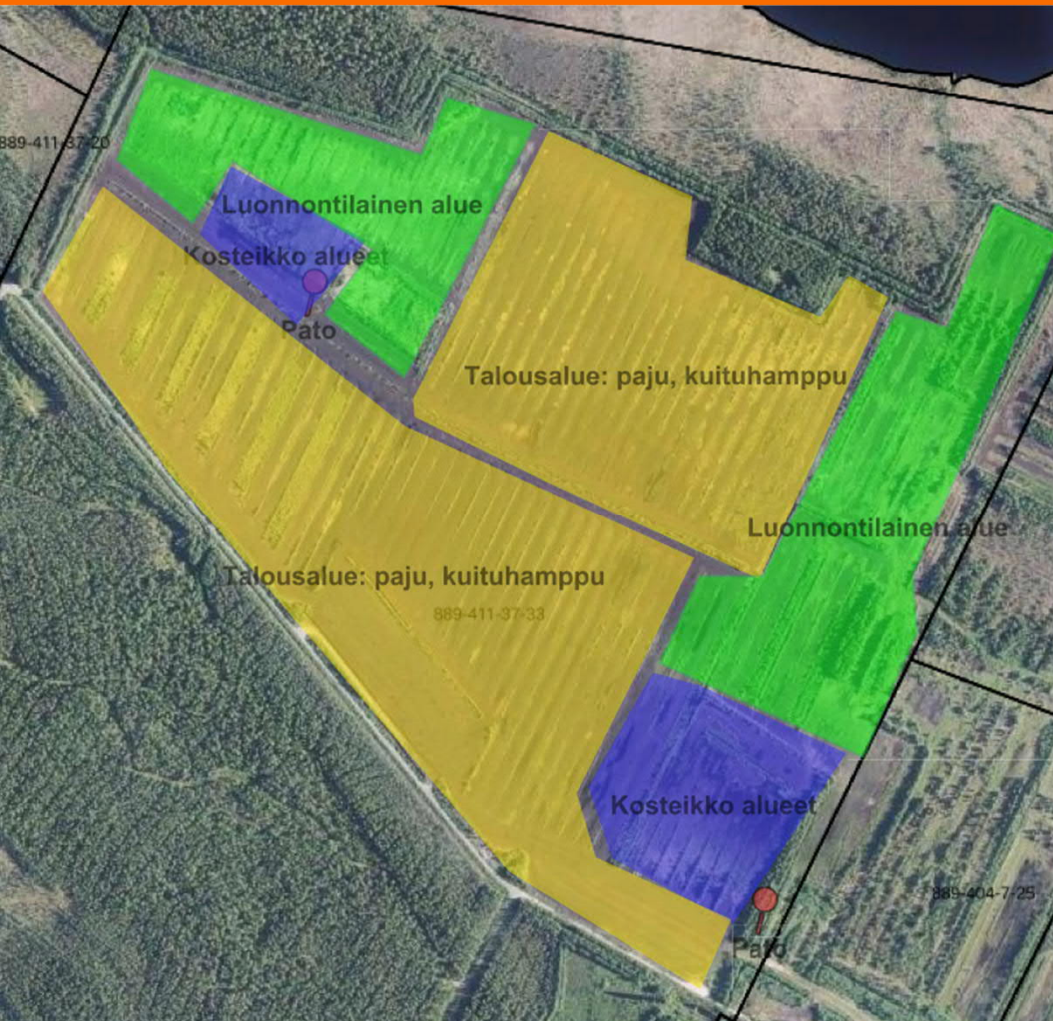 889-411-37-20
Luonnontilainen alue
Kosteikko alueet
Pato
Talousalue: paju, kuituhamppu
Luonnontilainen alue
Talousalue: paju, kuituhamppu
889-411-37-33
Kosteikko alueet
889-404-7-25
Pato